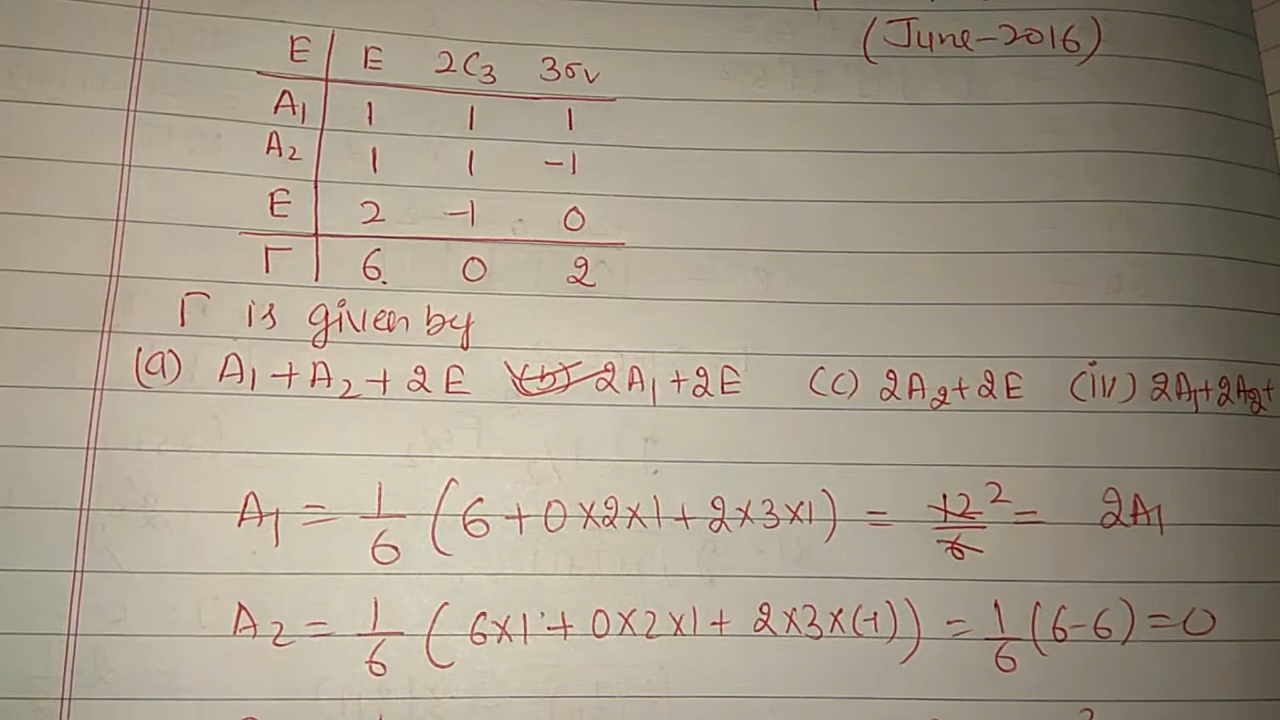 (June-2016)
E E 2C3 3σv
A1 1 1 1
A2 1 1 -1
E 2 -1 0
Γ 6. 0 2
Γ is given by
(a) A1+A2+2E (b) 2A1+2E (c) 2A2+2E (iv) 2A1+2A2+
A1 = 1/6 (6+0×2×1+2×3×1) = 12/6 2 = 2A1
A2 = 1/6 (6×1+0×2×1+2×3×(-1)) = 1/6 (6-6) = 0